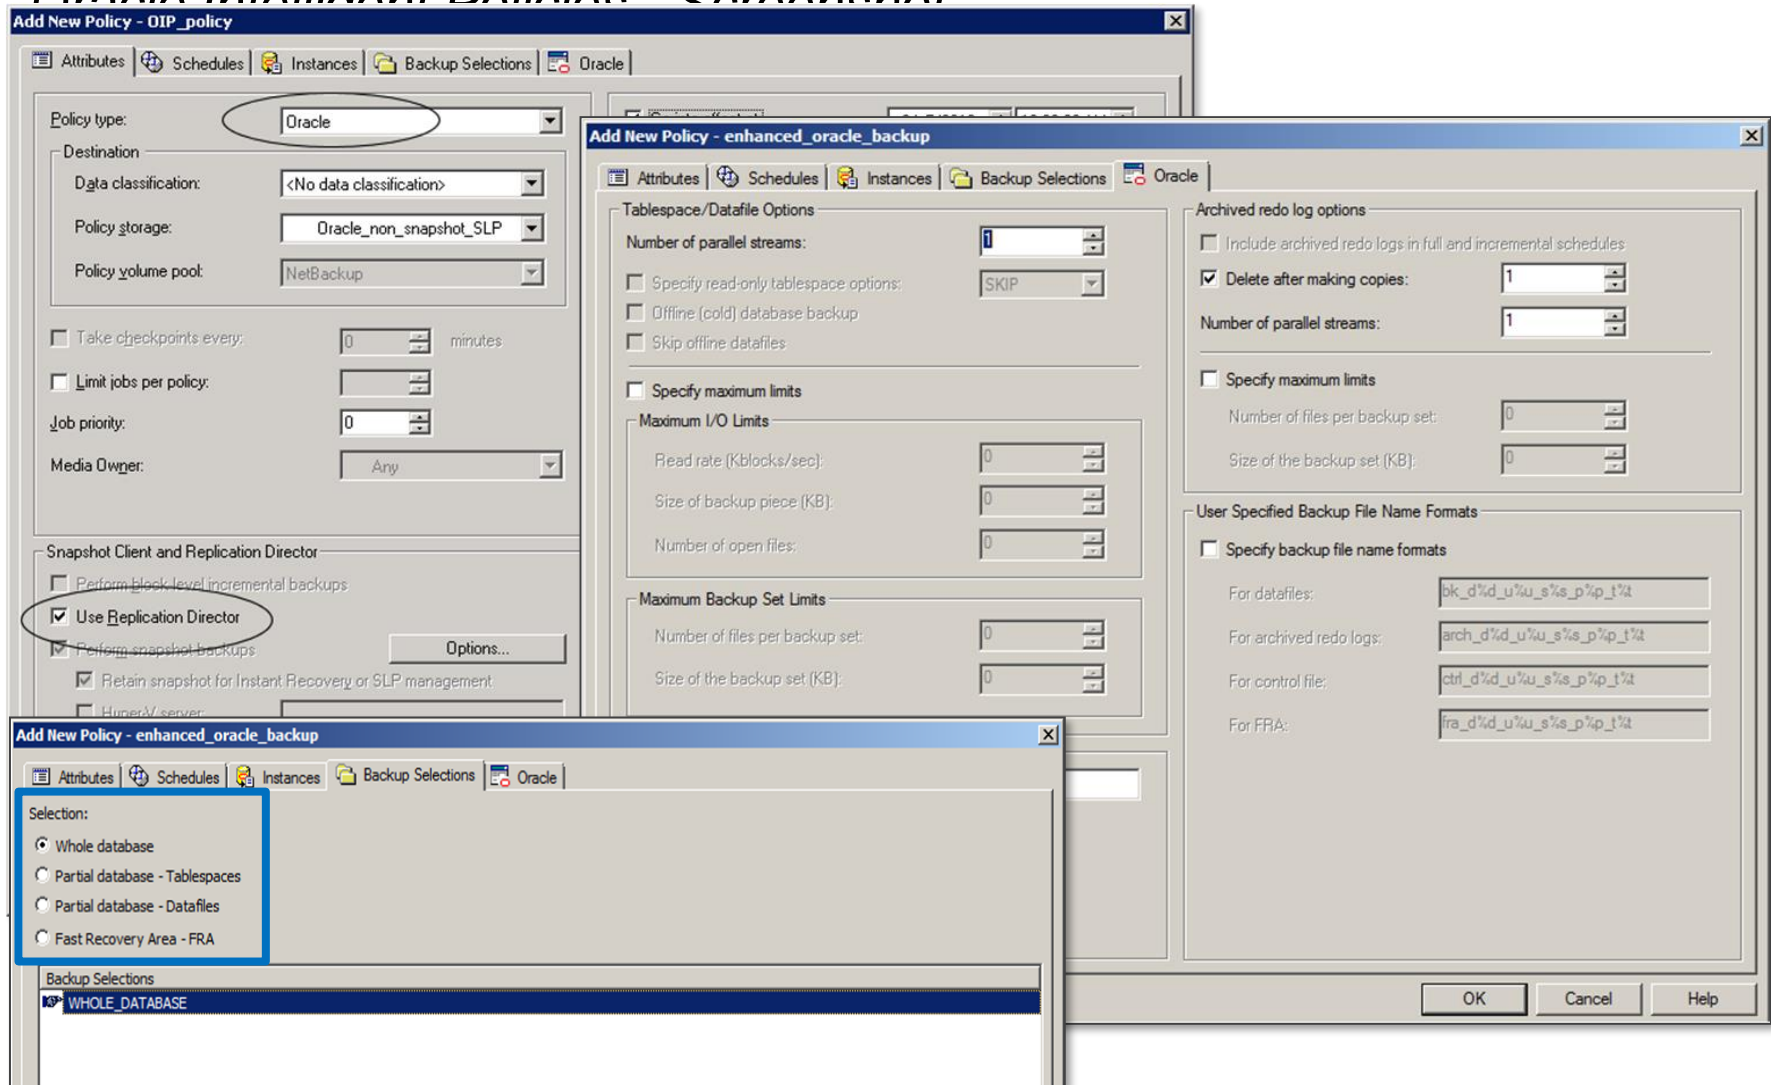 Oracle Intelligent Policies - Screenshot
Add New Policy - OIP_policy
Attributes Schedules Instances Backup Selections Oracle
Policy type: Oracle
Destination
Data classification: <No data classification>
Policy storage: Oracle_non_snapshot_SLP
Policy volume pool: NetBackup
Take checkpoints every: 0 minutes
Limit jobs per policy:
Job priority: 0
Media Owner: Any
Snapshot Client and Replication Director
Perform block level incremental backups
Use Replication Director
Perform snapshot backups Options...
Retain snapshot for Instant Recovery or SLP management
Hyper-V server:
Add New Policy - enhanced_oracle_backup
Attributes Schedules Instances Backup Selections Oracle
Tablespace/Datafile Options
Number of parallel streams: 1
Specify read-only tablespace options: SKIP
Offline (cold) database backup
Skip offline datafiles
Specify maximum limits
Maximum I/O Limits
Read rate (Kblocks/sec): 0
Size of backup piece (KB): 0
Number of open files: 0
Maximum Backup Set Limits
Number of files per backup set: 0
Size of the backup set (KB): 0
Archived redo log options
Include archived redo logs in full and incremental schedules
Delete after making copies: 1
Number of parallel streams: 1
Specify maximum limits
Number of files per backup set: 0
Size of the backup set (KB): 0
User Specified Backup File Name Formats
Specify backup file name formats
For datafiles: bk_d%d_u%u_s%s_p%p_t%t
For archived redo logs: arch_d%d_u%u_s%s_p%p_t%t
For control file: ctrl_d%d_u%u_s%s_p%p_t%t
For FRA: fra_d%d_u%u_s%s_p%p_t%t
OK Cancel Help
Add New Policy - enhanced_oracle_backup
Attributes Schedules Instances Backup Selections Oracle
Selection:
Whole database
Partial database - Tablespaces
Partial database - Datafiles
Fast Recovery Area - FRA
Backup Selections
WHOLE_DATABASE